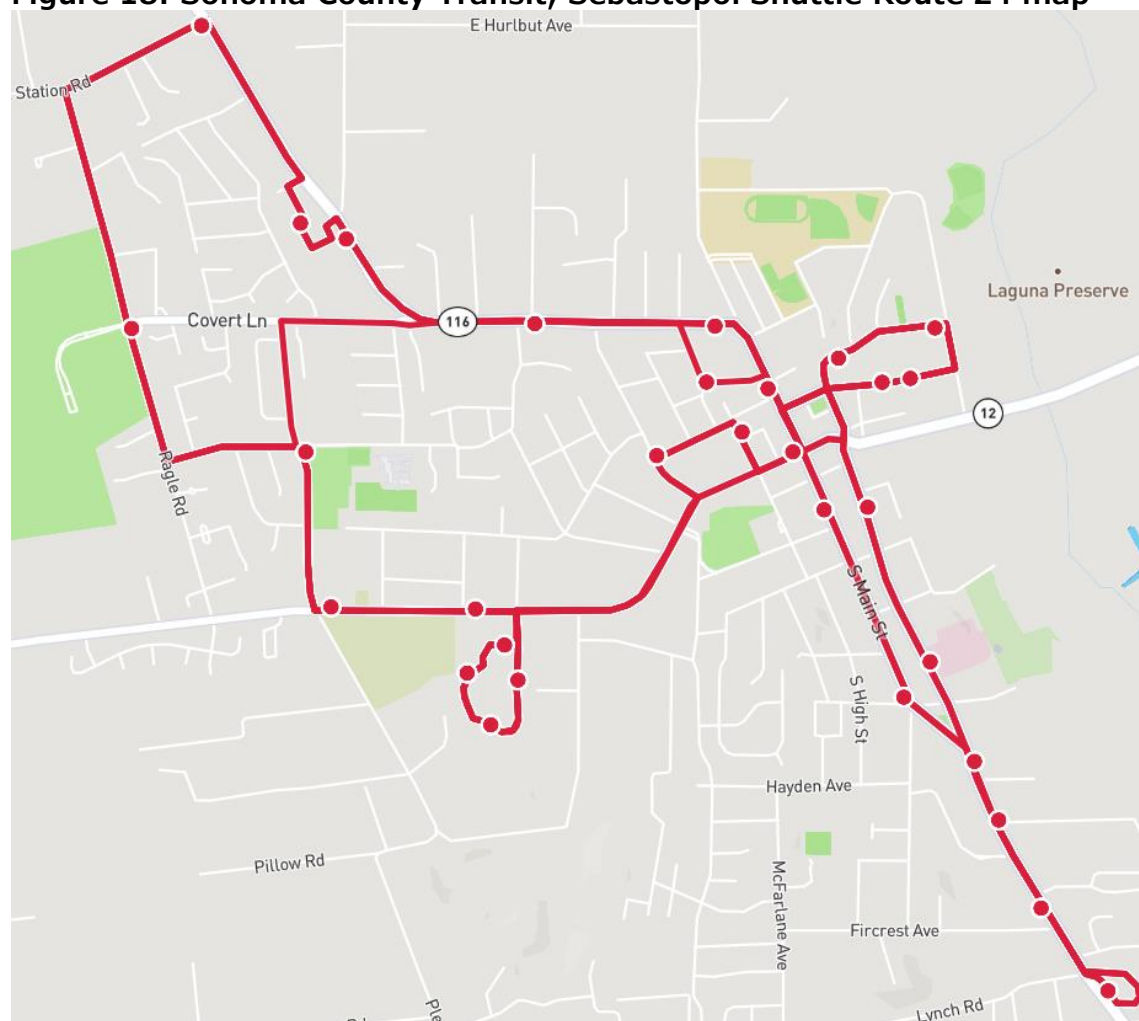 Figure 18: Sonoma County Transit, Sebastopol Shuttle Route 24 map
E Hurlbut Ave
Station Rd
Laguna Preserve
Covert Ln
116
12
Ragle Rd
S Main St
S High St
Hayden Ave
Pillow Rd
McFarlane Ave
Fircrest Ave
Lynch Rd